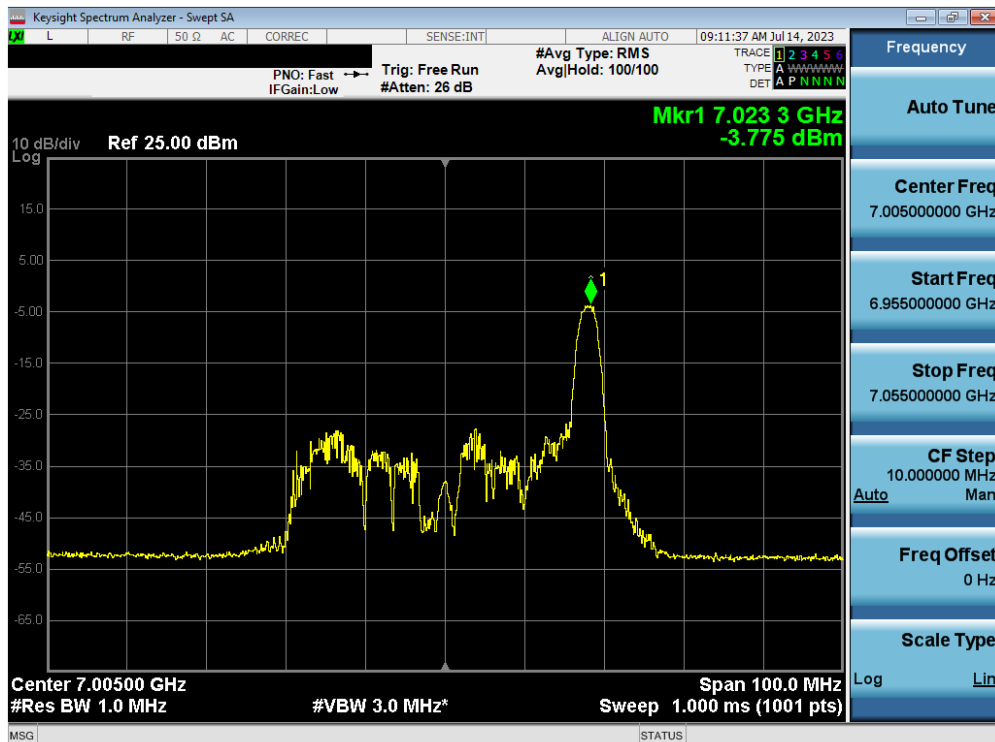 Keysight Spectrum Analyzer - Swept SA
LXI L RF 50 Ω AC CORREC SENSE:INT ALIGN AUTO 09:11:37 AM Jul 14, 2023
PNO: Fast
IFGain:Low
Trig: Free Run
#Atten: 26 dB
#Avg Type: RMS
Avg|Hold: 100/100
TRACE 1 2 3 4 5 6
TYPE A W W W W W
DET A P N N N N
Mkr1 7.023 3 GHz
-3.775 dBm
10 dB/div Ref 25.00 dBm
Log
15.0
5.00
-5.00
-15.0
-25.0
-35.0
-45.0
-55.0
-65.0
1
Center 7.00500 GHz Span 100.0 MHz
#Res BW 1.0 MHz #VBW 3.0 MHz* Sweep 1.000 ms (1001 pts)
MSG STATUS
Frequency
Auto Tune
Center Freq
7.005000000 GHz
Start Freq
6.955000000 GHz
Stop Freq
7.055000000 GHz
CF Step
10.000000 MHz
Auto Man
Freq Offset
0 Hz
Scale Type
Log Lin